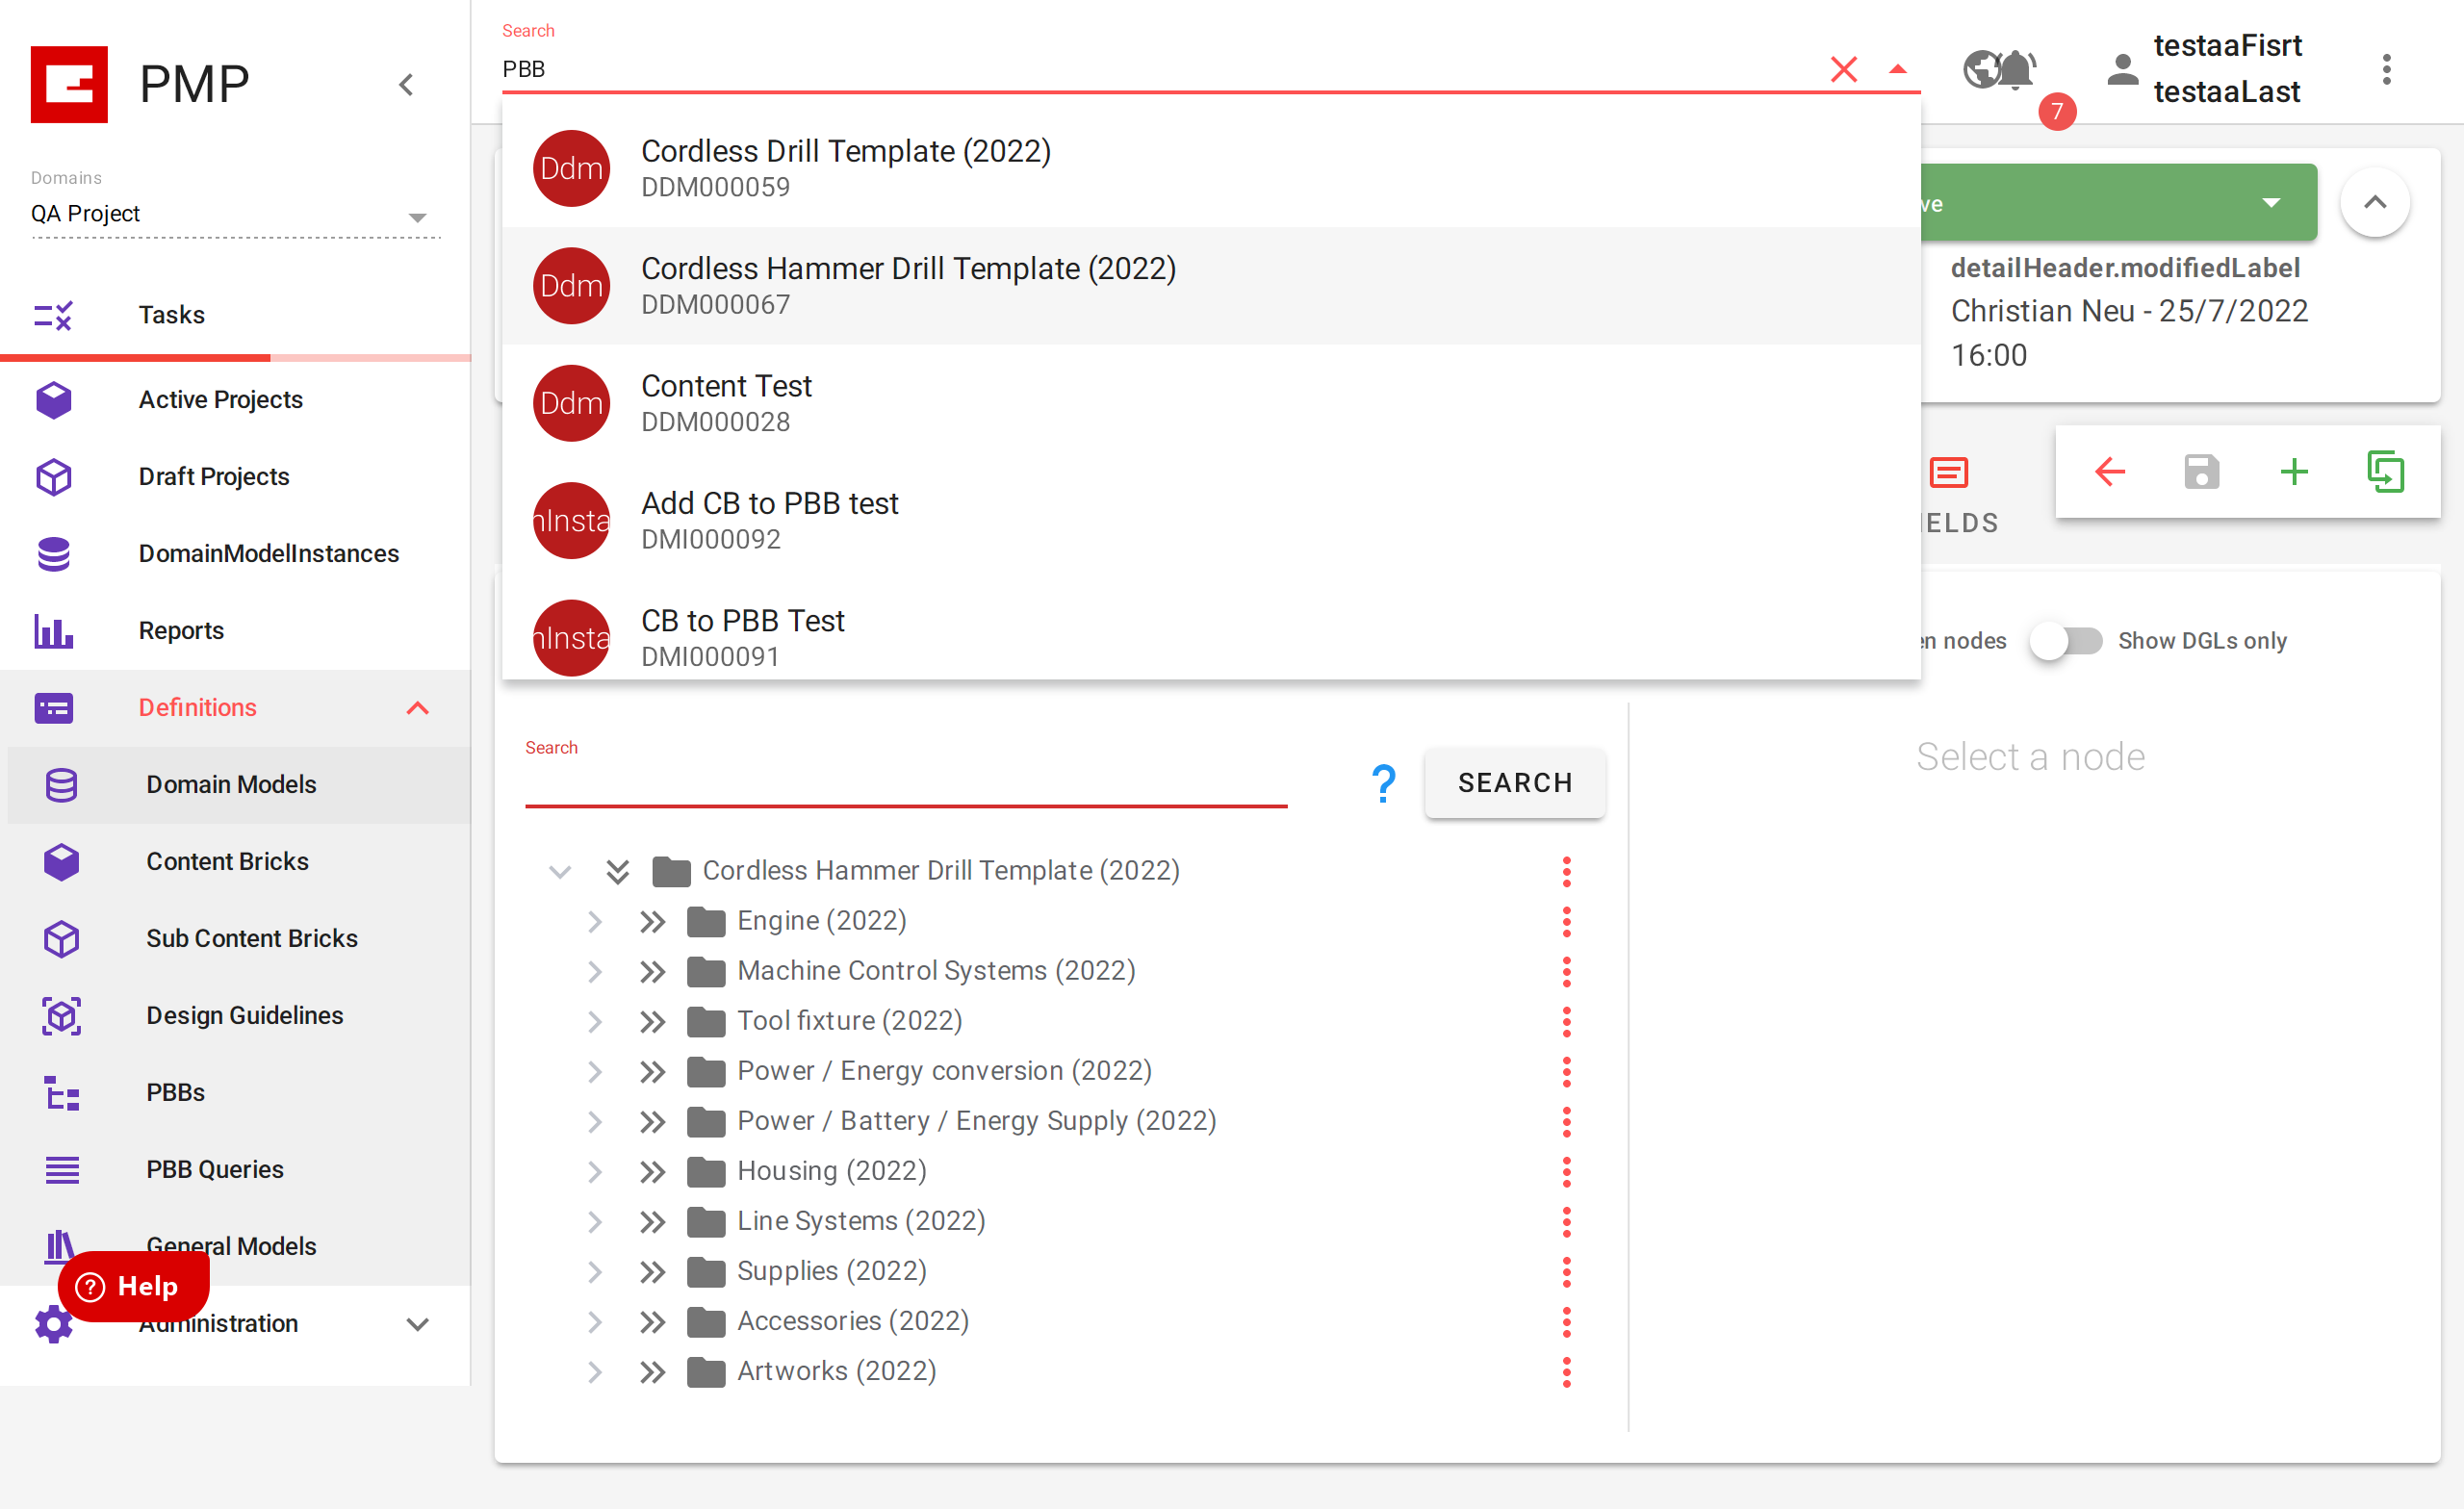 PMP
Domains
QA Project
Tasks
Active Projects
Draft Projects
DomainModelInstances
Reports
Definitions
Domain Models
Content Bricks
Sub Content Bricks
Design Guidelines
PBBs
PBB Queries
General Models
Help
Administration
Search
PBB
7
testaaFisrt
testaaLast
Ddm
Cordless Drill Template (2022)
DDM000059
Ddm
Cordless Hammer Drill Template (2022)
DDM000067
Ddm
Content Test
DDM000028
nInsta
Add CB to PBB test
DMI000092
nInsta
CB to PBB Test
DMI000091
ve
detailHeader.modifiedLabel
Christian Neu - 25/7/2022
16:00
IELDS
en nodes
Show DGLs only
Search
?
SEARCH
Select a node
Cordless Hammer Drill Template (2022)
Engine (2022)
Machine Control Systems (2022)
Tool fixture (2022)
Power / Energy conversion (2022)
Power / Battery / Energy Supply (2022)
Housing (2022)
Line Systems (2022)
Supplies (2022)
Accessories (2022)
Artworks (2022)